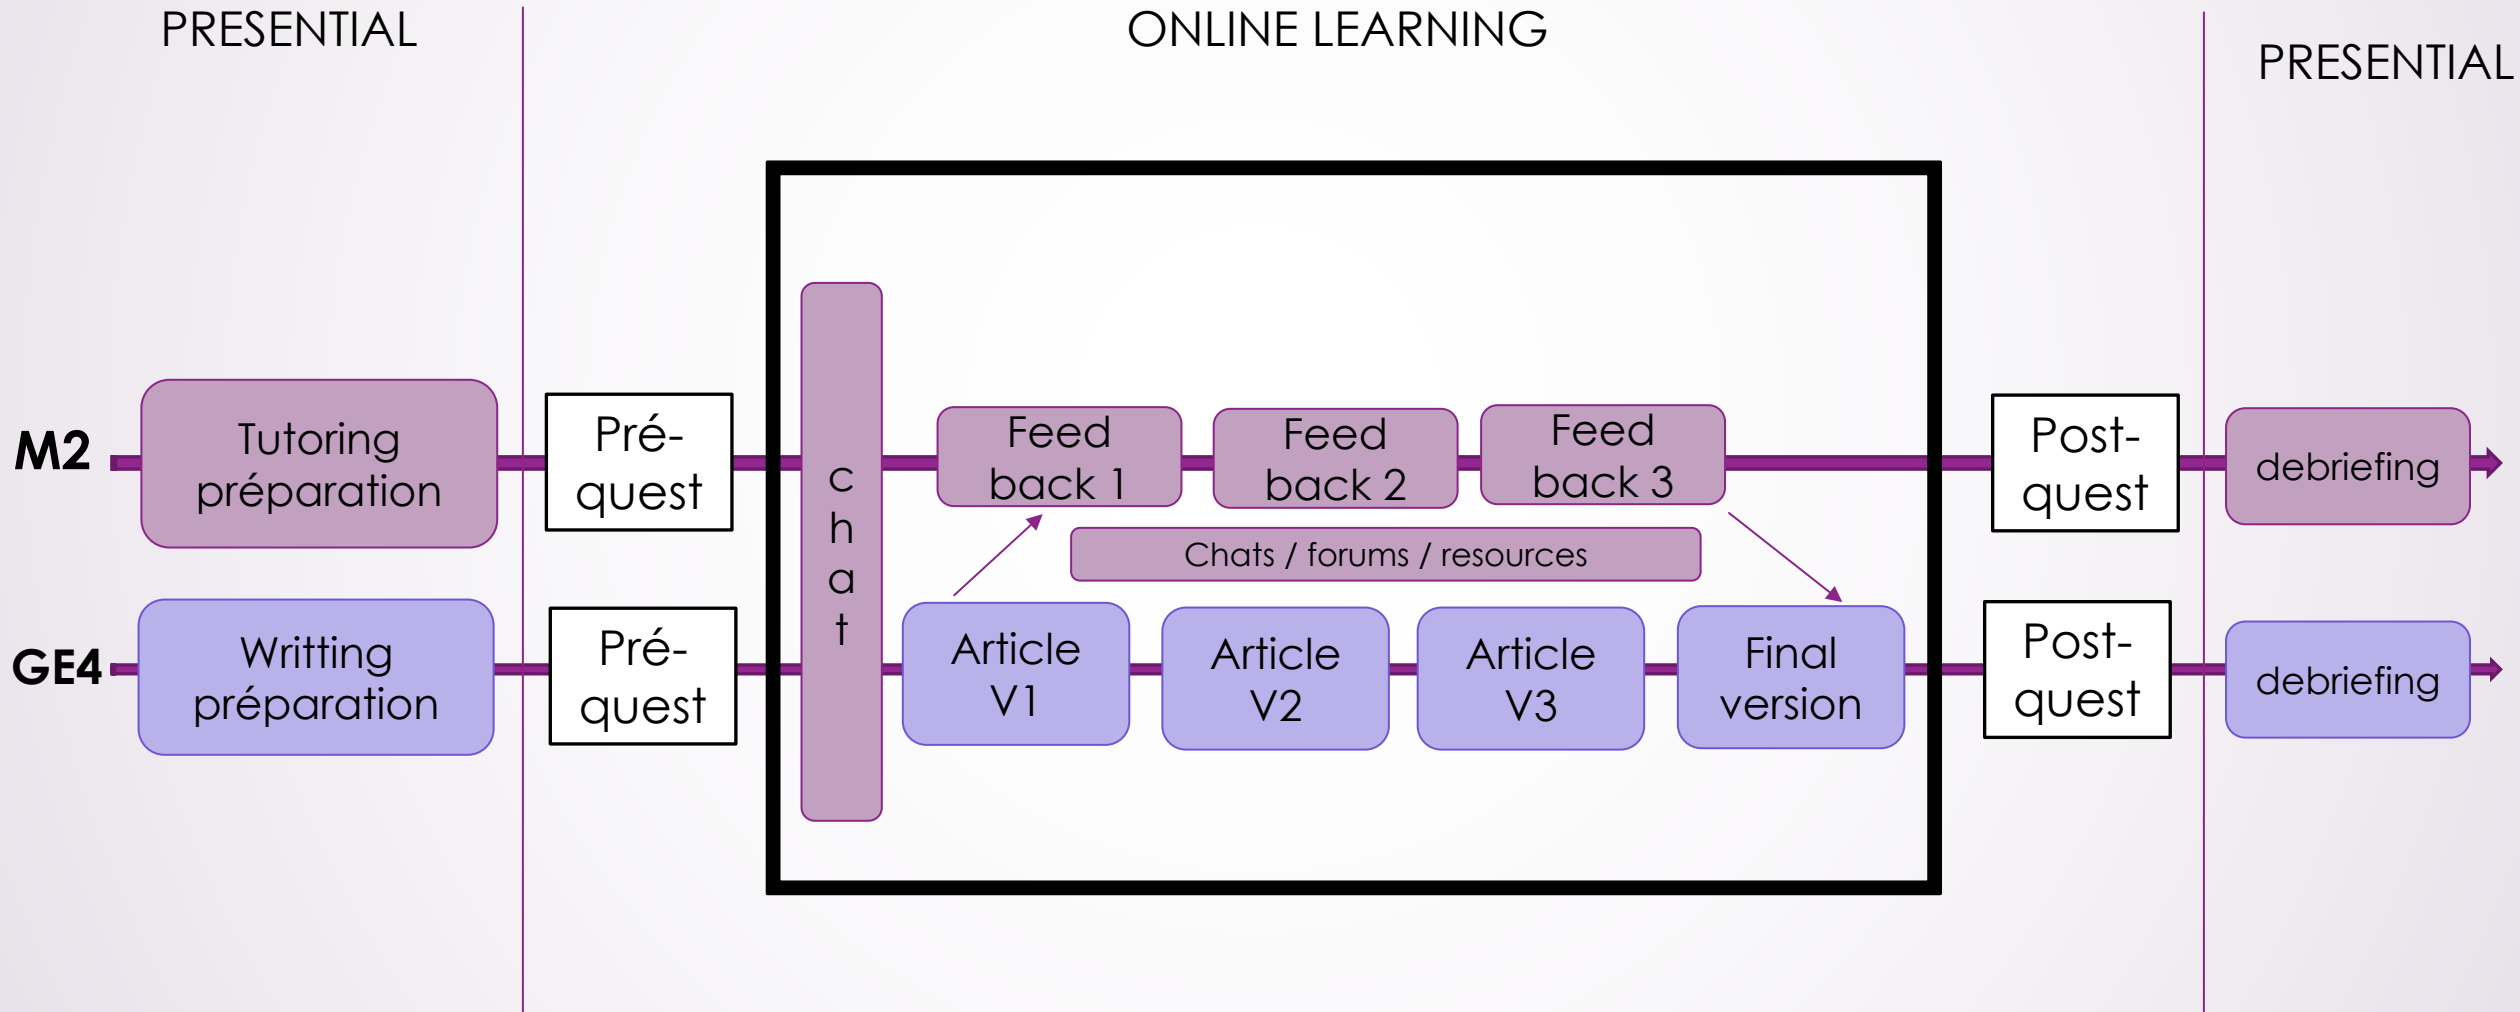 PRESENTIAL
ONLINE LEARNING
PRESENTIAL
M2
Tutoring
préparation
Pré-
quest
c
h
a
t
Feed
back 1
Feed
back 2
Feed
back 3
Post-
quest
debriefing
Chats / forums / resources
GE4
Writting
préparation
Pré-
quest
Article
V1
Article
V2
Article
V3
Final
version
Post-
quest
debriefing